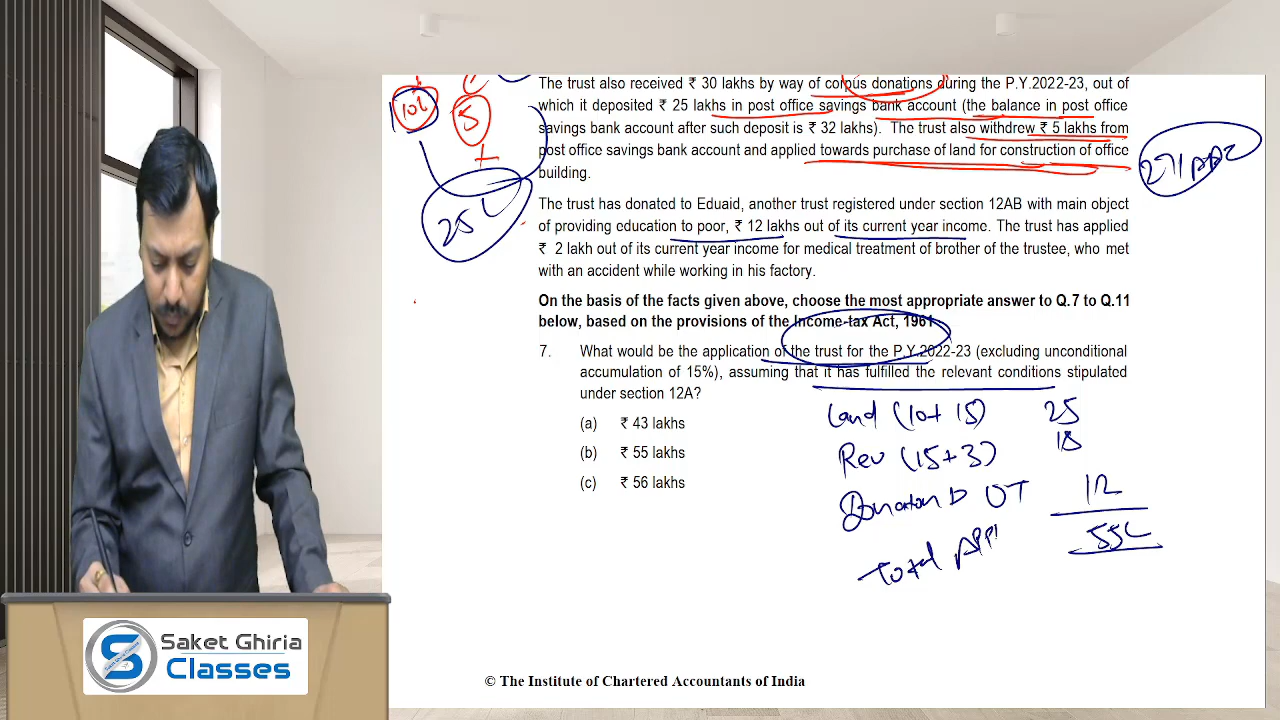 10L
5
+
25 L
The trust also received ₹ 30 lakhs by way of corpus donations during the P.Y.2022-23, out of
which it deposited ₹ 25 lakhs in post office savings bank account (the balance in post office
savings bank account after such deposit is ₹ 32 lakhs). The trust also withdrew ₹ 5 lakhs from
post office savings bank account and applied towards purchase of land for construction of office
building.
The trust has donated to Eduaid, another trust registered under section 12AB with main object
of providing education to poor, ₹ 12 lakhs out of its current year income. The trust has applied
₹ 2 lakh out of its current year income for medical treatment of brother of the trustee, who met
with an accident while working in his factory.
On the basis of the facts given above, choose the most appropriate answer to Q.7 to Q.11
below, based on the provisions of the Income-tax Act, 1961
7. What would be the application of the trust for the P.Y.2022-23 (excluding unconditional
accumulation of 15%), assuming that it has fulfilled the relevant conditions stipulated
under section 12A?
(a) ₹ 43 lakhs
(b) ₹ 55 lakhs
(c) ₹ 56 lakhs
Land (10+ 15) 25
Rev (15+3) 18
Donation to OT 12
Total APPl 55L
S
Saket Ghiria
Classes
© The Institute of Chartered Accountants of India